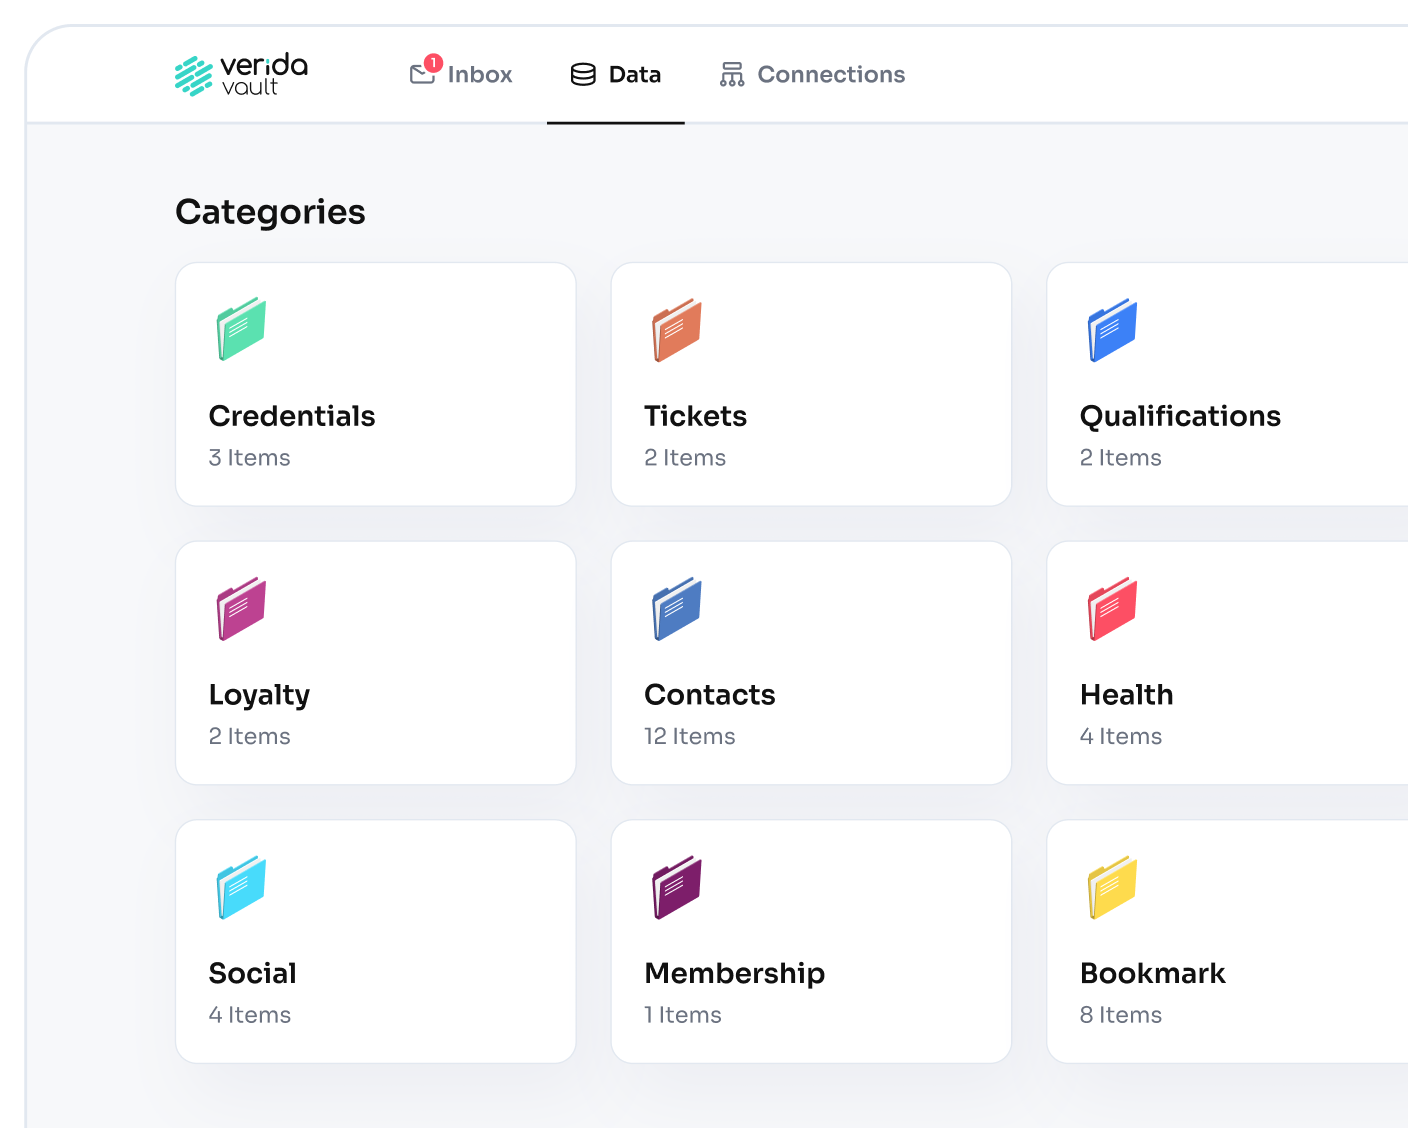 verida
vault
1
Inbox
Data
Connections
Categories
Credentials
3 Items
Tickets
2 Items
Qualifications
2 Items
Loyalty
2 Items
Contacts
12 Items
Health
4 Items
Social
4 Items
Membership
1 Items
Bookmark
8 Items